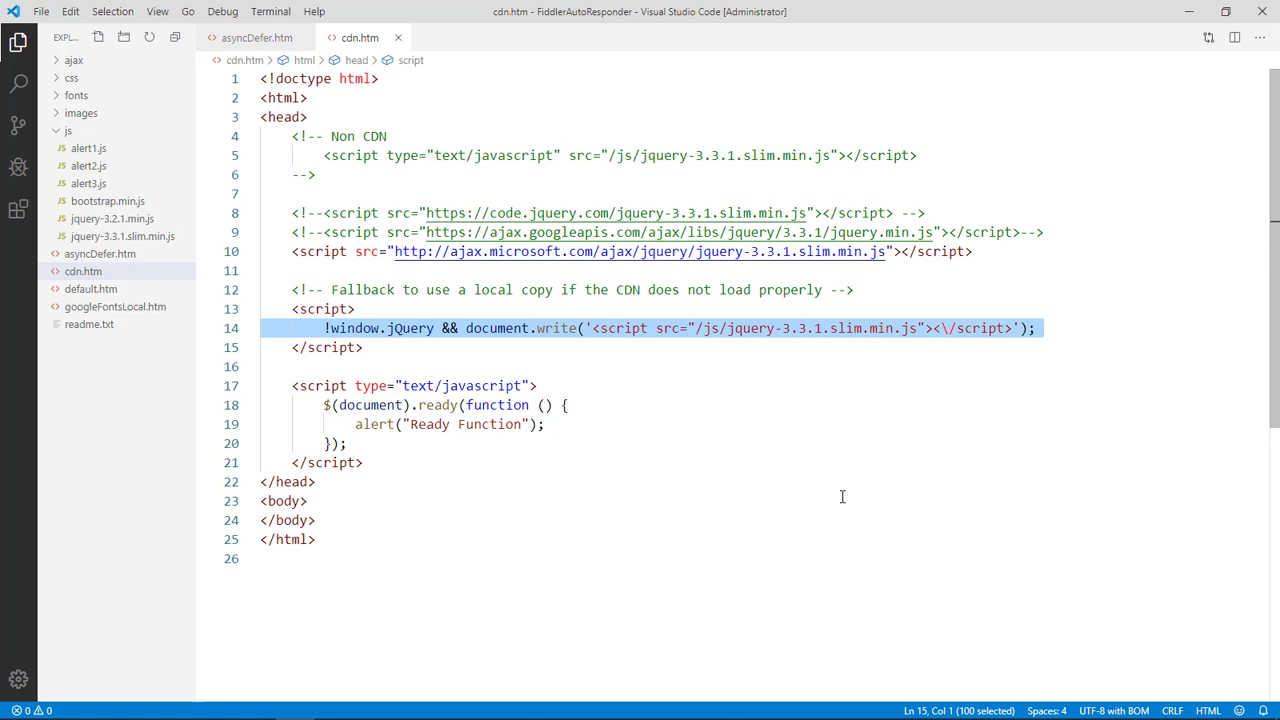 File Edit Selection View Go Debug Terminal Help
cdn.htm - FiddlerAutoResponder - Visual Studio Code [Administrator]
EXPL...
ajax
css
fonts
images
js
JS alert1.js
JS alert2.js
JS alert3.js
JS bootstrap.min.js
JS jquery-3.2.1.min.js
JS jquery-3.3.1.slim.min.js
<> asyncDefer.htm
<> cdn.htm
<> default.htm
<> googleFontsLocal.htm
readme.txt
<> asyncDefer.htm <> cdn.htm
<> cdn.htm > html > head > script
1 <!doctype html>
2 <html>
3 <head>
4 <!-- Non CDN
5 <script type="text/javascript" src="/js/jquery-3.3.1.slim.min.js"></script>
6 -->
7
8 <!--<script src="https://code.jquery.com/jquery-3.3.1.slim.min.js"></script> -->
9 <!--<script src="https://ajax.googleapis.com/ajax/libs/jquery/3.3.1/jquery.min.js"></script>-->
10 <script src="http://ajax.microsoft.com/ajax/jquery/jquery-3.3.1.slim.min.js"></script>
11
12 <!-- Fallback to use a local copy if the CDN does not load properly -->
13 <script>
14 !window.jQuery && document.write('<script src="/js/jquery-3.3.1.slim.min.js"><\/script>');
15 </script>
16
17 <script type="text/javascript">
18 $(document).ready(function () {
19 alert("Ready Function");
20 });
21 </script>
22 </head>
23 <body>
24 </body>
25 </html>
26
0 0
Ln 15, Col 1 (100 selected) Spaces: 4 UTF-8 with BOM CRLF HTML